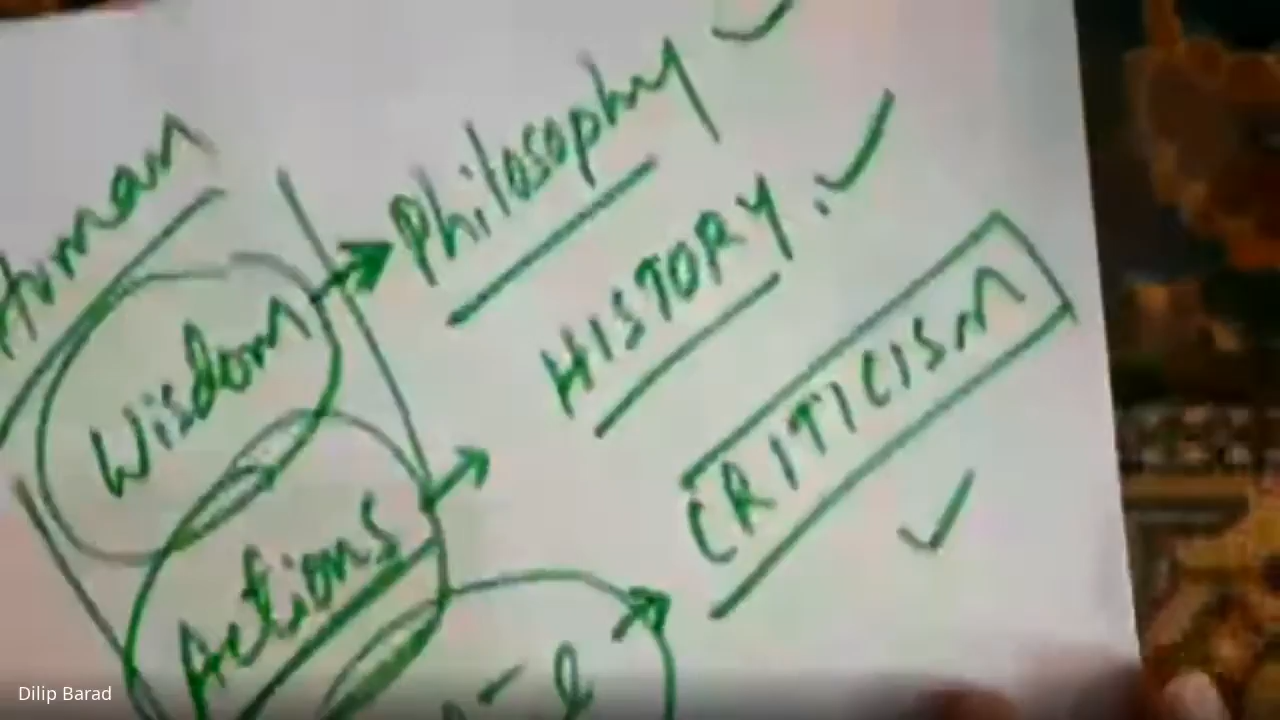 Human
Wisdom
Philosophy
HISTORY.
Actions
CRITICISM
Dilip Barad